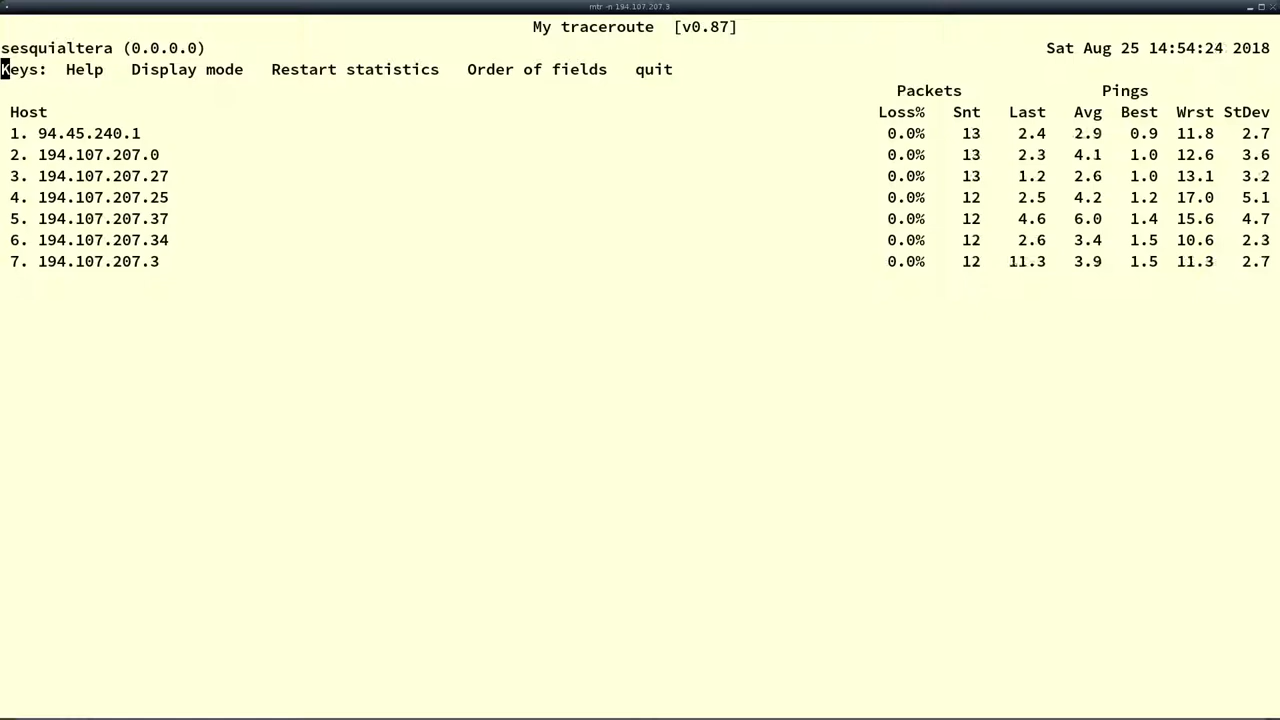 mtr -n 194.107.207.3
My traceroute [v0.87]
sesquialtera (0.0.0.0) Sat Aug 25 14:54:24 2018
Keys: Help Display mode Restart statistics Order of fields quit
Packets Pings
Host Loss% Snt Last Avg Best Wrst StDev
1. 94.45.240.1 0.0% 13 2.4 2.9 0.9 11.8 2.7
2. 194.107.207.0 0.0% 13 2.3 4.1 1.0 12.6 3.6
3. 194.107.207.27 0.0% 13 1.2 2.6 1.0 13.1 3.2
4. 194.107.207.25 0.0% 12 2.5 4.2 1.2 17.0 5.1
5. 194.107.207.37 0.0% 12 4.6 6.0 1.4 15.6 4.7
6. 194.107.207.34 0.0% 12 2.6 3.4 1.5 10.6 2.3
7. 194.107.207.3 0.0% 12 11.3 3.9 1.5 11.3 2.7